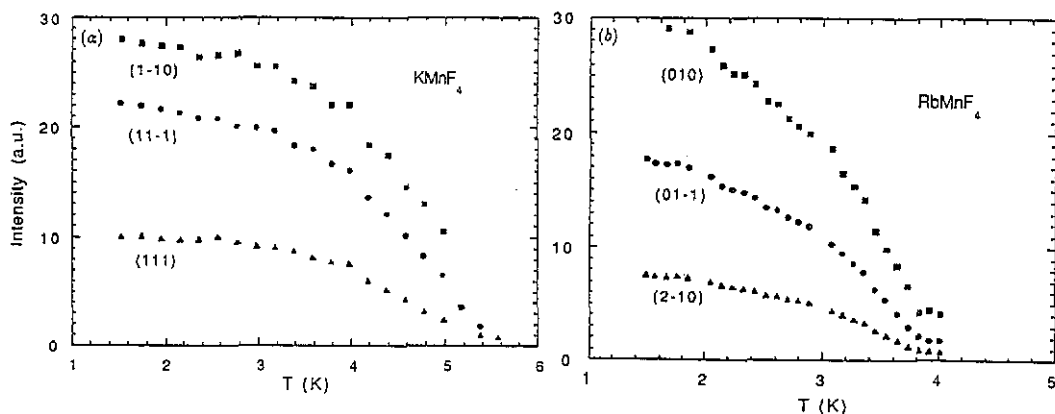 30
(a)
KMnF4
(1-10)
20
(11-1)
Intensity (a.u.)
10
(111)
0
1 2 3 4 5 6
T (K)
30
(b)
(010)
RbMnF4
20
(01-1)
10
(2-10)
0
1 2 3 4 5
T (K)